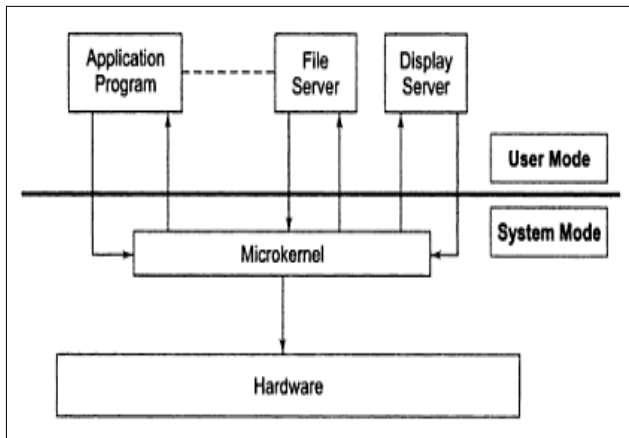 Application
Program
File
Server
Display
Server
User Mode
System Mode
Microkernel
Hardware